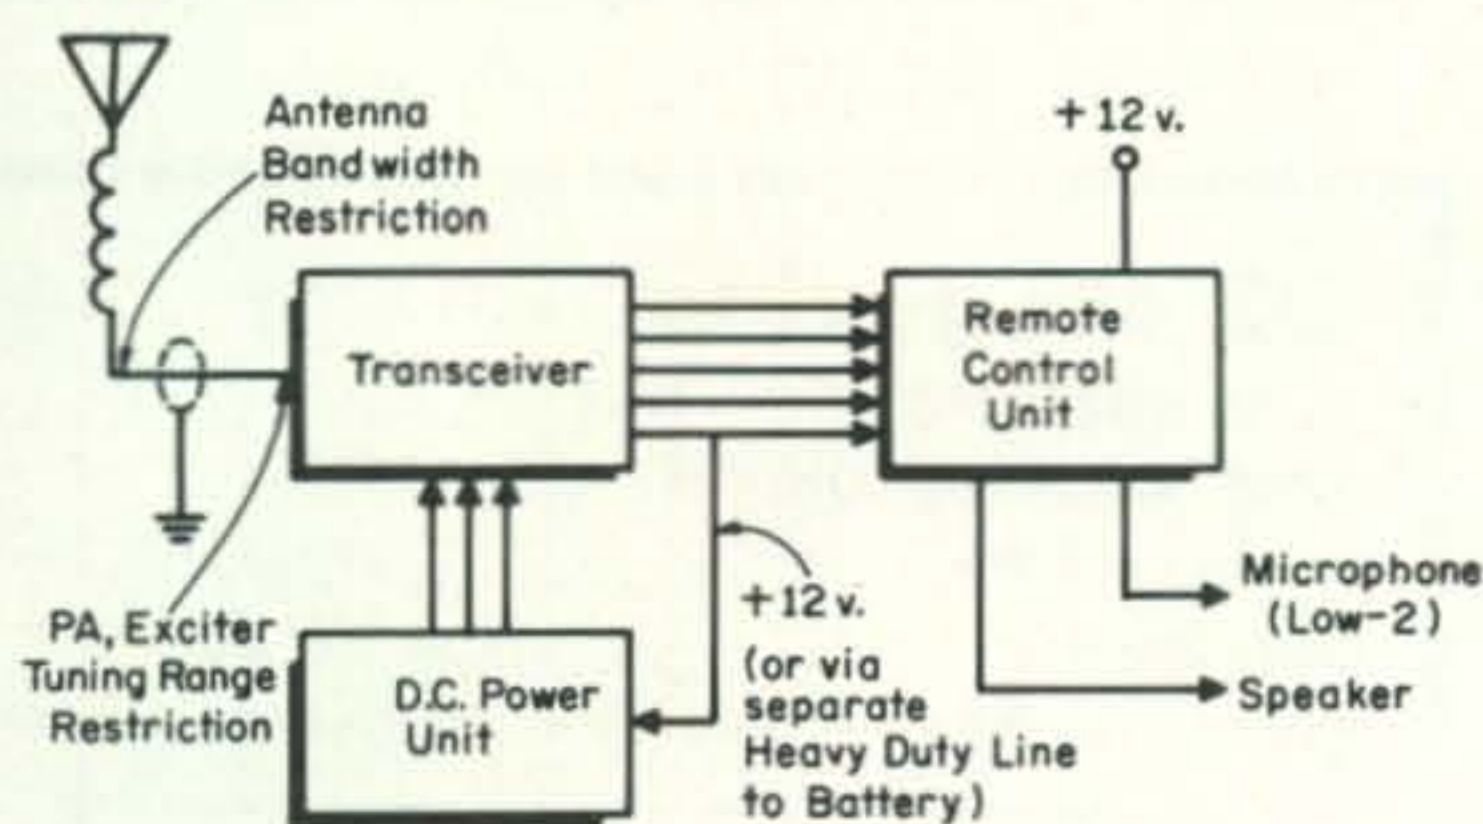 Antenna
Bandwidth
Restriction
+ 12 v.
Transceiver
Remote
Control
Unit
PA, Exciter
Tuning Range
Restriction
D.C. Power
Unit
+12 v.
(or via
separate
Heavy Duty Line
to Battery)
Microphone
(Low-2)
Speaker